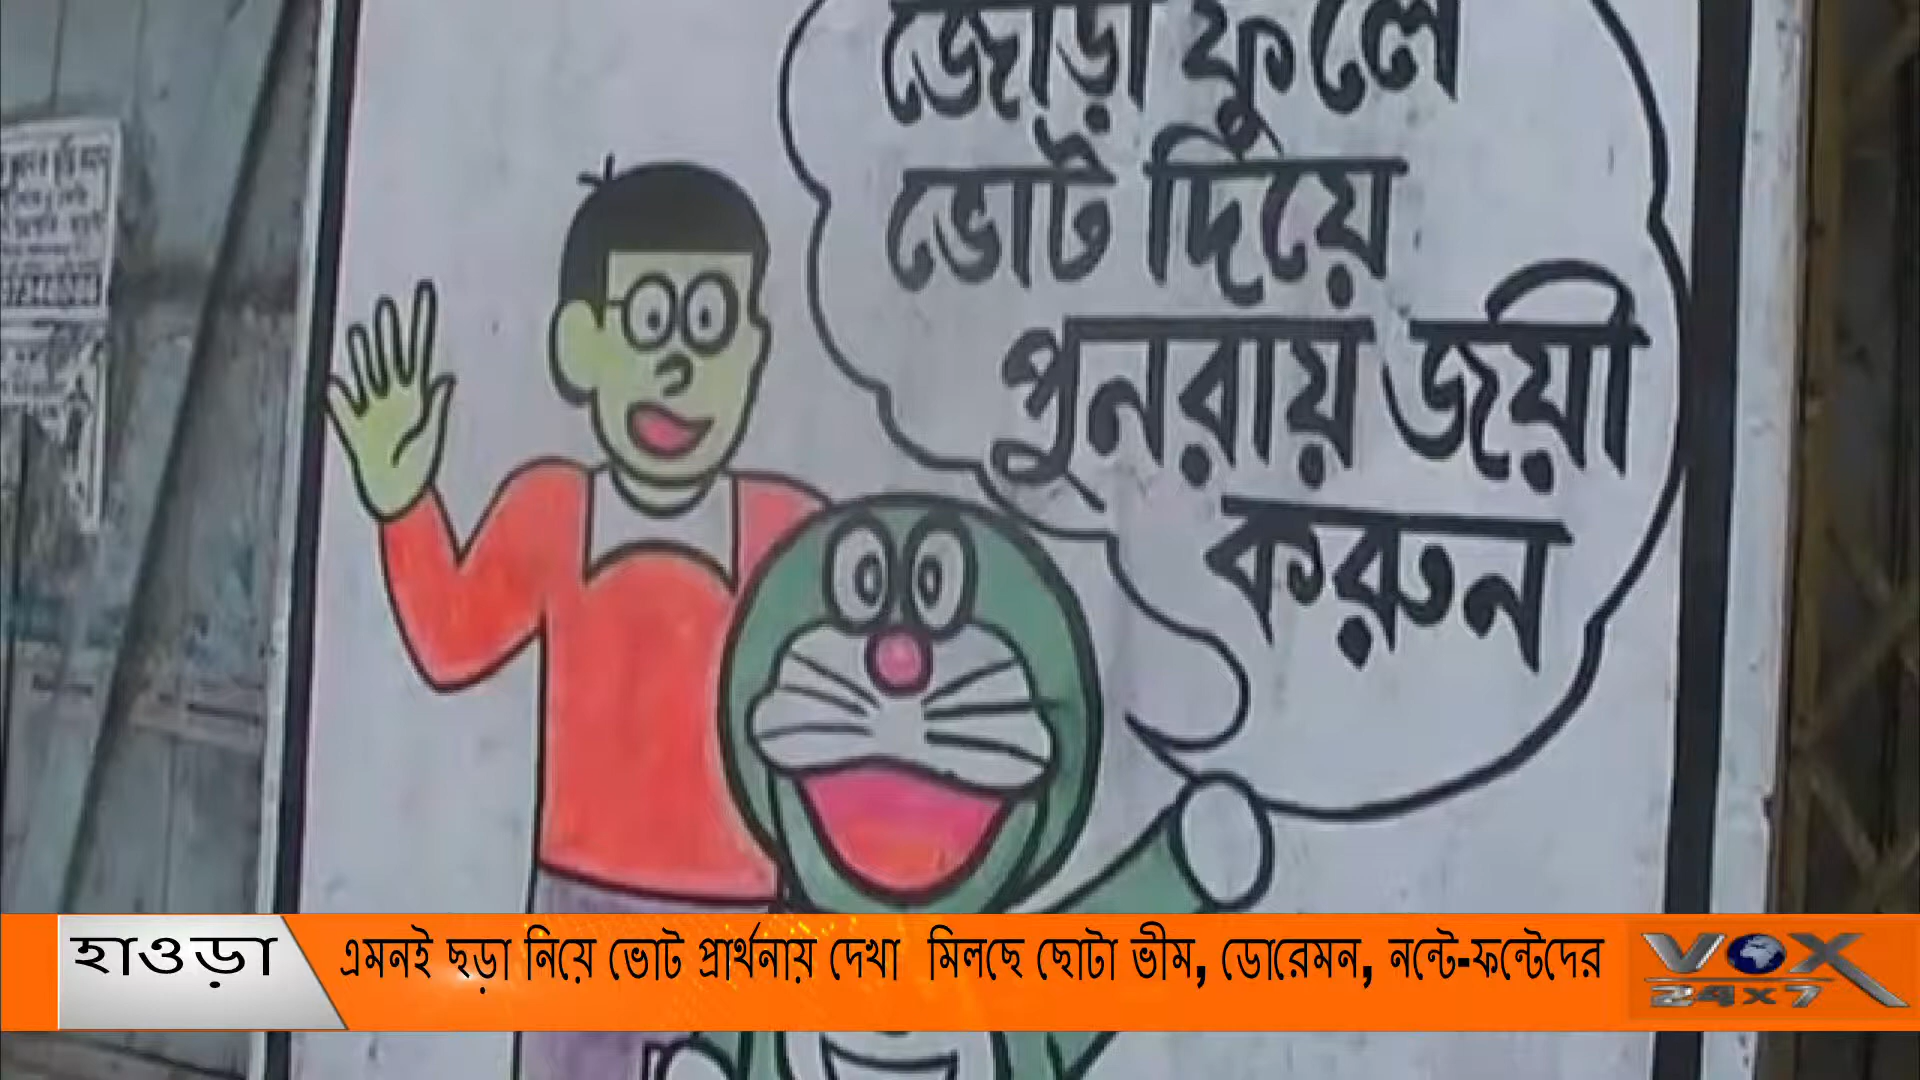 জোড়া ফুলে
ভোট দিয়ে
পুনরায় জয়ী
করুন
হাওড়া
এমনই ছড়া নিয়ে ভোট প্রার্থনায় দেখা মিলছে ছোটা ভীম, ডোরেমন, নন্টে-ফন্টেদের
VOX
24x7